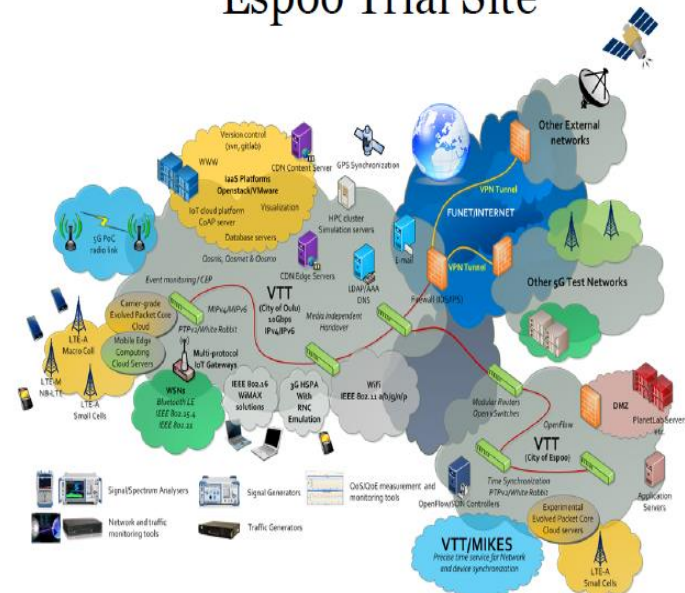 Espoo Trial Site
Version control
(svn, gitlab)
WWW
IaaS Platforms
Openstack/VMware
IoT cloud platform
CoAP server
Visualization
Database servers
CDN Content Server
GPS Synchronization
HPC cluster
Simulation servers
CDN Edge Servers
LDAP/AAA
DNS
E-mail
Other External
networks
VPN Tunnel
FUNET/INTERNET
VPN Tunnel
Firewall (IDS/IPS)
Other 5G Test Networks
5G PoC
radio link
Event monitoring / CEP
Carrier-grade
Evolved Packet Core
Cloud
Mobile Edge
Computing
Cloud Servers
MIPv4/MIPv6
PTPv2/White Rabbit
VTT
(City of Oulu)
10Gbps
IPv4/IPv6
Media Independent
Handover
LTE-A
Macro Cell
LTE-M
NB-LTE
LTE-A
Small Cells
Multi-protocol
IoT Gateways
WSNs
Bluetooth LE
IEEE 802.15.4
IEEE 802.11
IEEE 802.16
WiMAX
solutions
3G HSPA
With
RNC
Emulation
WiFi
IEEE 802.11 a/b/g/n/p
Modular Routers
Open vSwitches
OpenFlow
DMZ
PlanetLab Server
etc.
VTT
(City of Espoo)
Time Synchronization
PTPv2/White Rabbit
OpenFlow/SDN Controllers
Application
Servers
Experimental
Evolved Packet Core
Cloud servers
LTE-A
Small Cells
VTT/MIKES
Precise time service for Network
and device synchronization
Signal/Spectrum Analysers
Signal Generators
QoS/QoE measurement and
monitoring tools
Network and traffic
monitoring tools
Traffic Generators